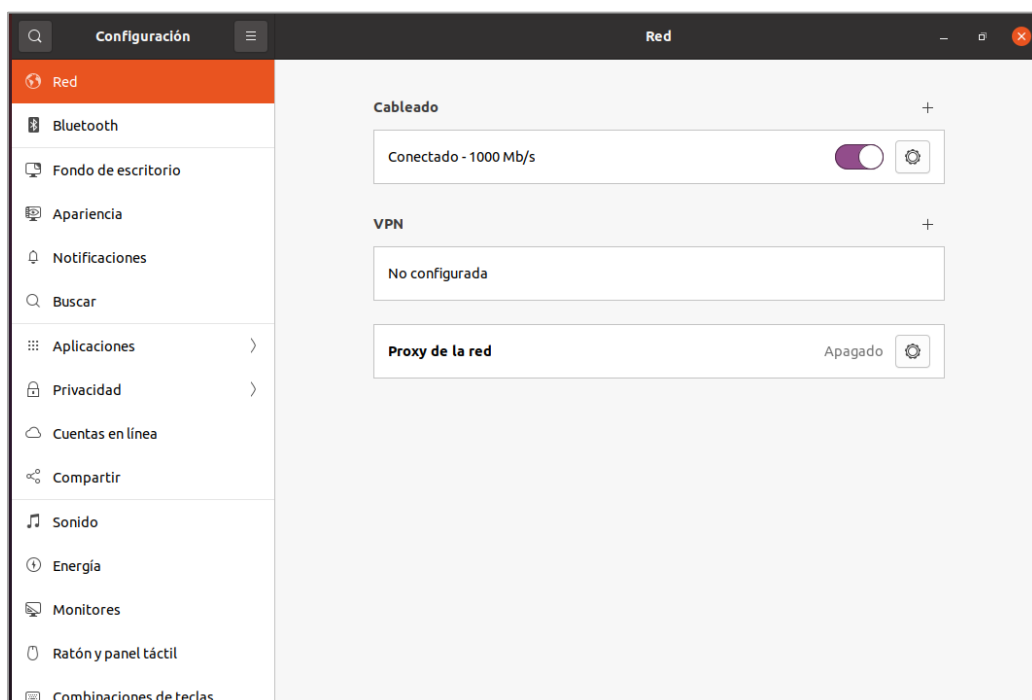 Configuración
Red
Red
Bluetooth
Fondo de escritorio
Apariencia
Notificaciones
Buscar
Aplicaciones
Privacidad
Cuentas en línea
Compartir
Sonido
Energía
Monitores
Ratón y panel táctil
Combinaciones de teclas
Cableado
Conectado - 1000 Mb/s
VPN
No configurada
Proxy de la red Apagado